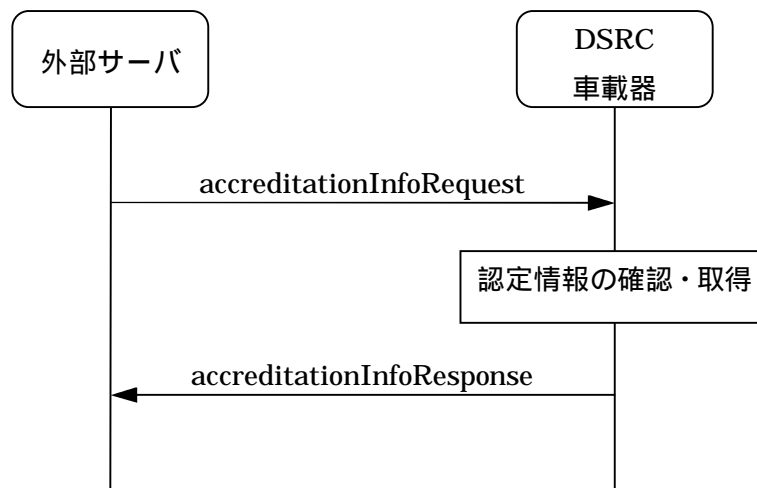 外部サーバ
DSRC
車載器
accreditationInfoRequest
認定情報の確認・取得
accreditationInfoResponse